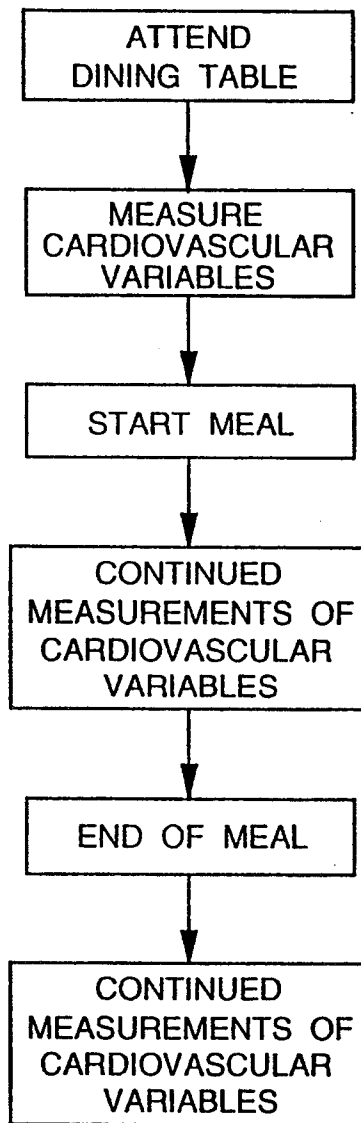 ATTEND
DINING TABLE
MEASURE
CARDIOVASCULAR
VARIABLES
START MEAL
CONTINUED
MEASUREMENTS OF
CARDIOVASCULAR
VARIABLES
END OF MEAL
CONTINUED
MEASUREMENTS OF
CARDIOVASCULAR
VARIABLES